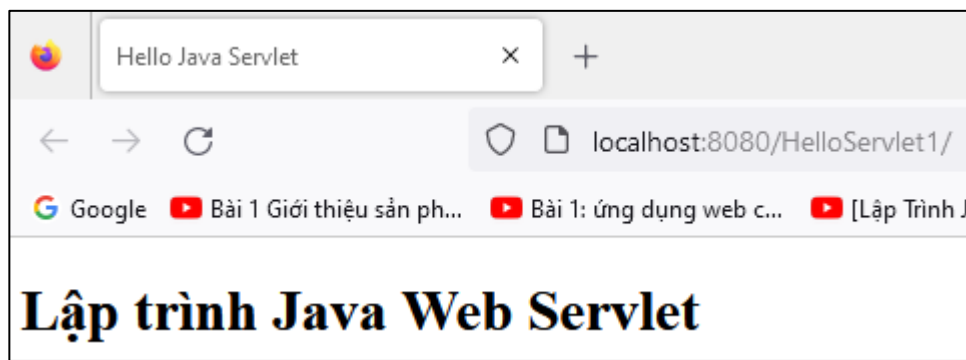 Hello Java Servlet
localhost:8080/HelloServlet1/
Google Bài 1 Giới thiệu sản ph... Bài 1: ứng dụng web c... [Lập Trình J
Lập trình Java Web Servlet